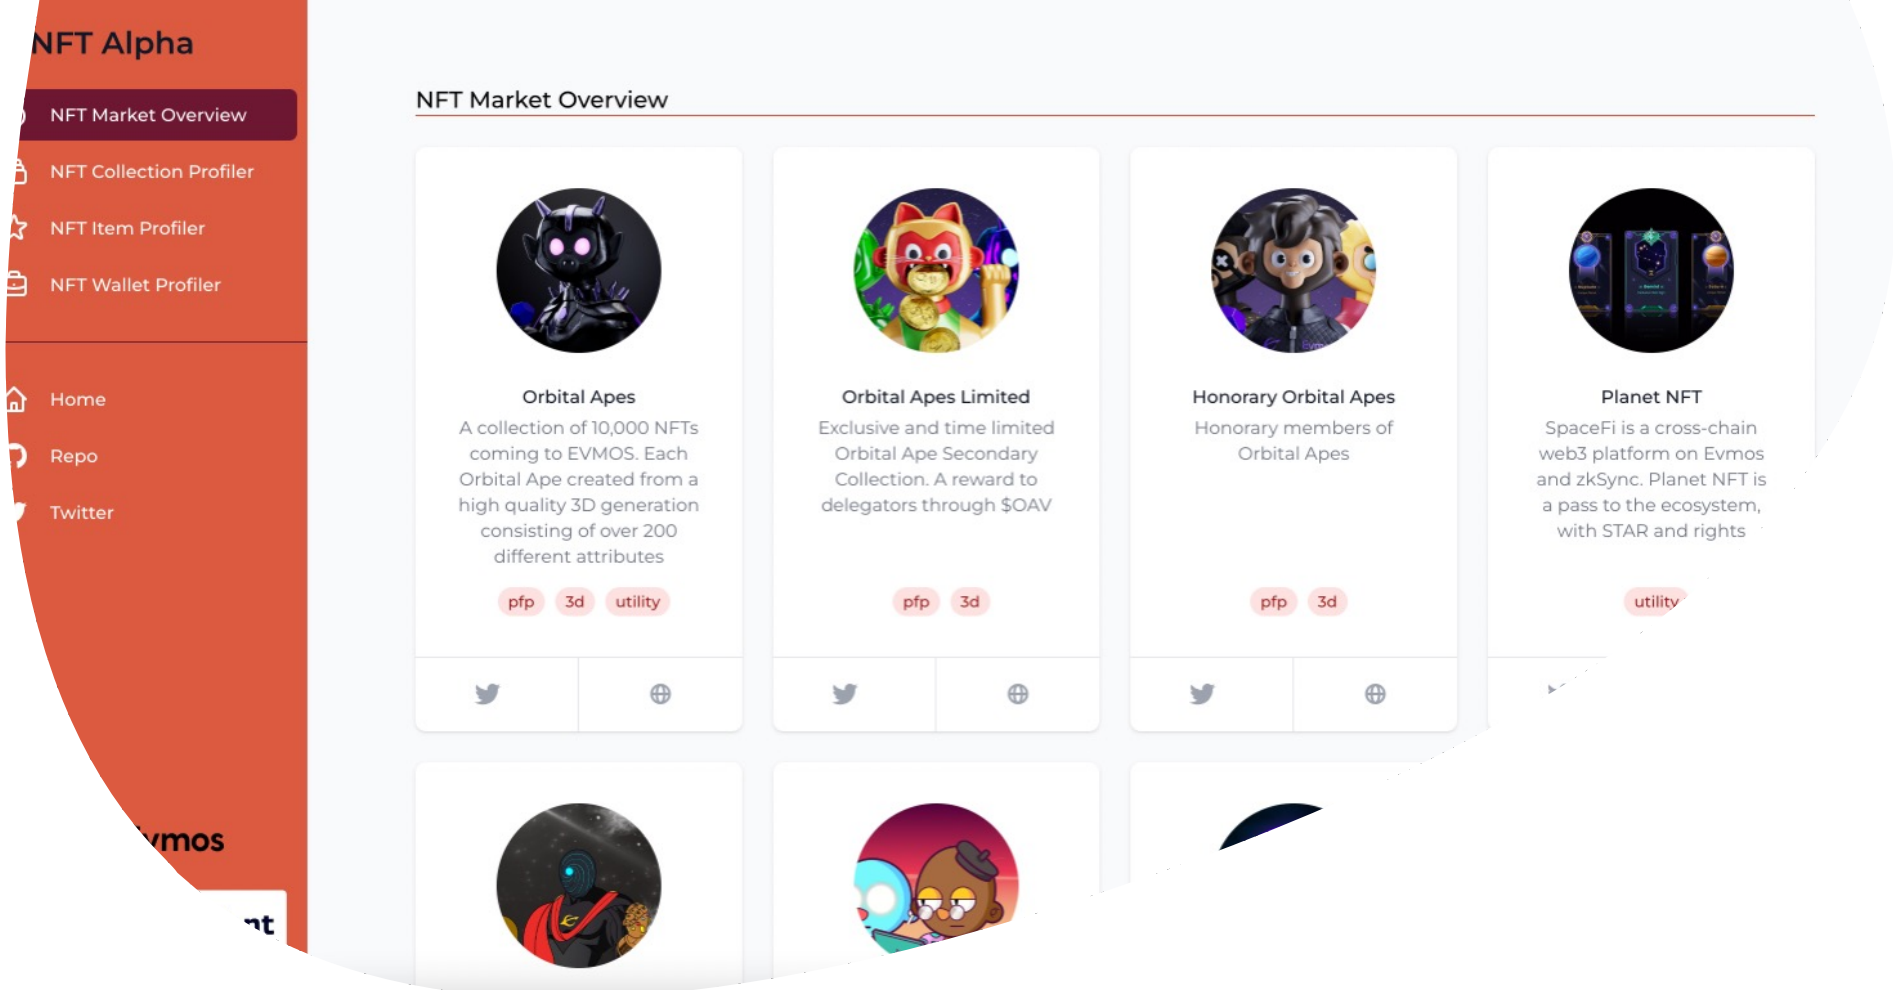 NFT Alpha
NFT Market Overview
NFT Collection Profiler
NFT Item Profiler
NFT Wallet Profiler
Home
Repo
Twitter
NFT Market Overview
Orbital Apes
A collection of 10,000 NFTs
coming to EVMOS. Each
Orbital Ape created from a
high quality 3D generation
consisting of over 200
different attributes
pfp 3d utility
Orbital Apes Limited
Exclusive and time limited
Orbital Ape Secondary
Collection. A reward to
delegators through $OAV
pfp 3d
Honorary Orbital Apes
Honorary members of
Orbital Apes
pfp 3d
Planet NFT
SpaceFi is a cross-chain
web3 platform on Evmos
and zkSync. Planet NFT is
a pass to the ecosystem,
with STAR and rights
utility